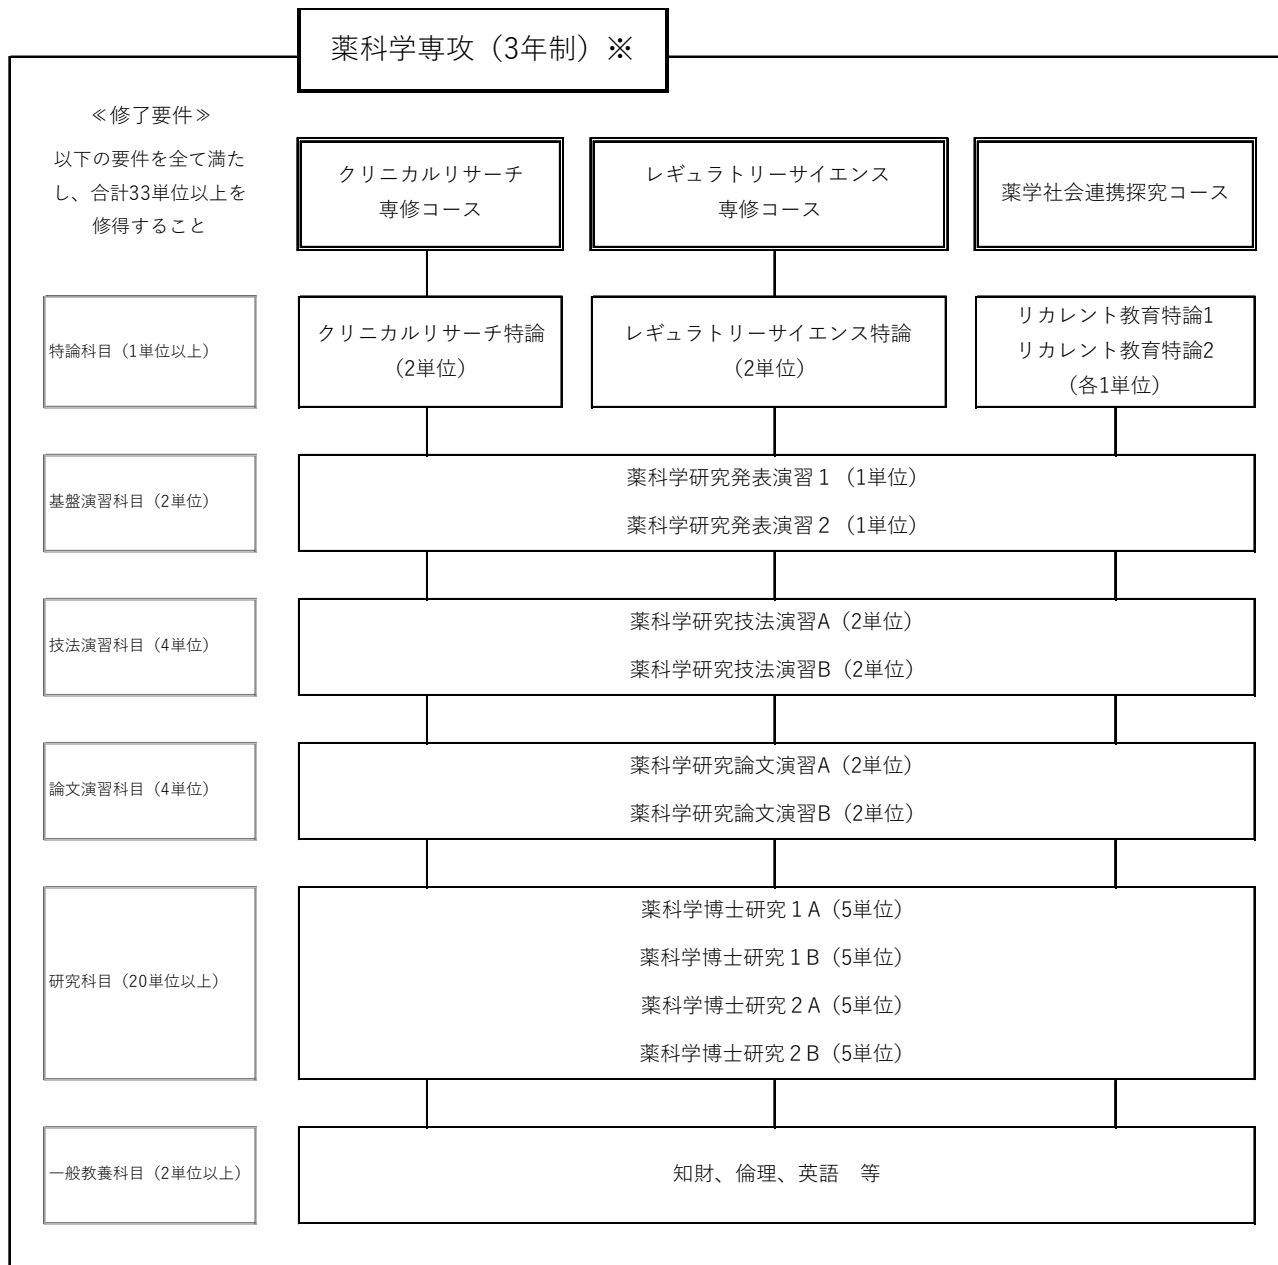 薬科学専攻（3年制）※
≪修了要件≫
以下の要件を全て満た
し、合計33単位以上を
修得すること
クリニカルリサーチ
専修コース
レギュラトリーサイエンス
専修コース
薬学社会連携探究コース
特論科目（1単位以上）
クリニカルリサーチ特論
（2単位）
レギュラトリーサイエンス特論
（2単位）
リカレント教育特論1
リカレント教育特論2
（各1単位）
基盤演習科目（2単位）
薬科学研究発表演習１（1単位）
薬科学研究発表演習２（1単位）
技法演習科目（4単位）
薬科学研究技法演習A（2単位）
薬科学研究技法演習B（2単位）
論文演習科目（4単位）
薬科学研究論文演習A（2単位）
薬科学研究論文演習B（2単位）
研究科目（20単位以上）
薬科学博士研究１A（5単位）
薬科学博士研究１B（5単位）
薬科学博士研究２A（5単位）
薬科学博士研究２B（5単位）
一般教養科目（2単位以上）
知財、倫理、英語　等